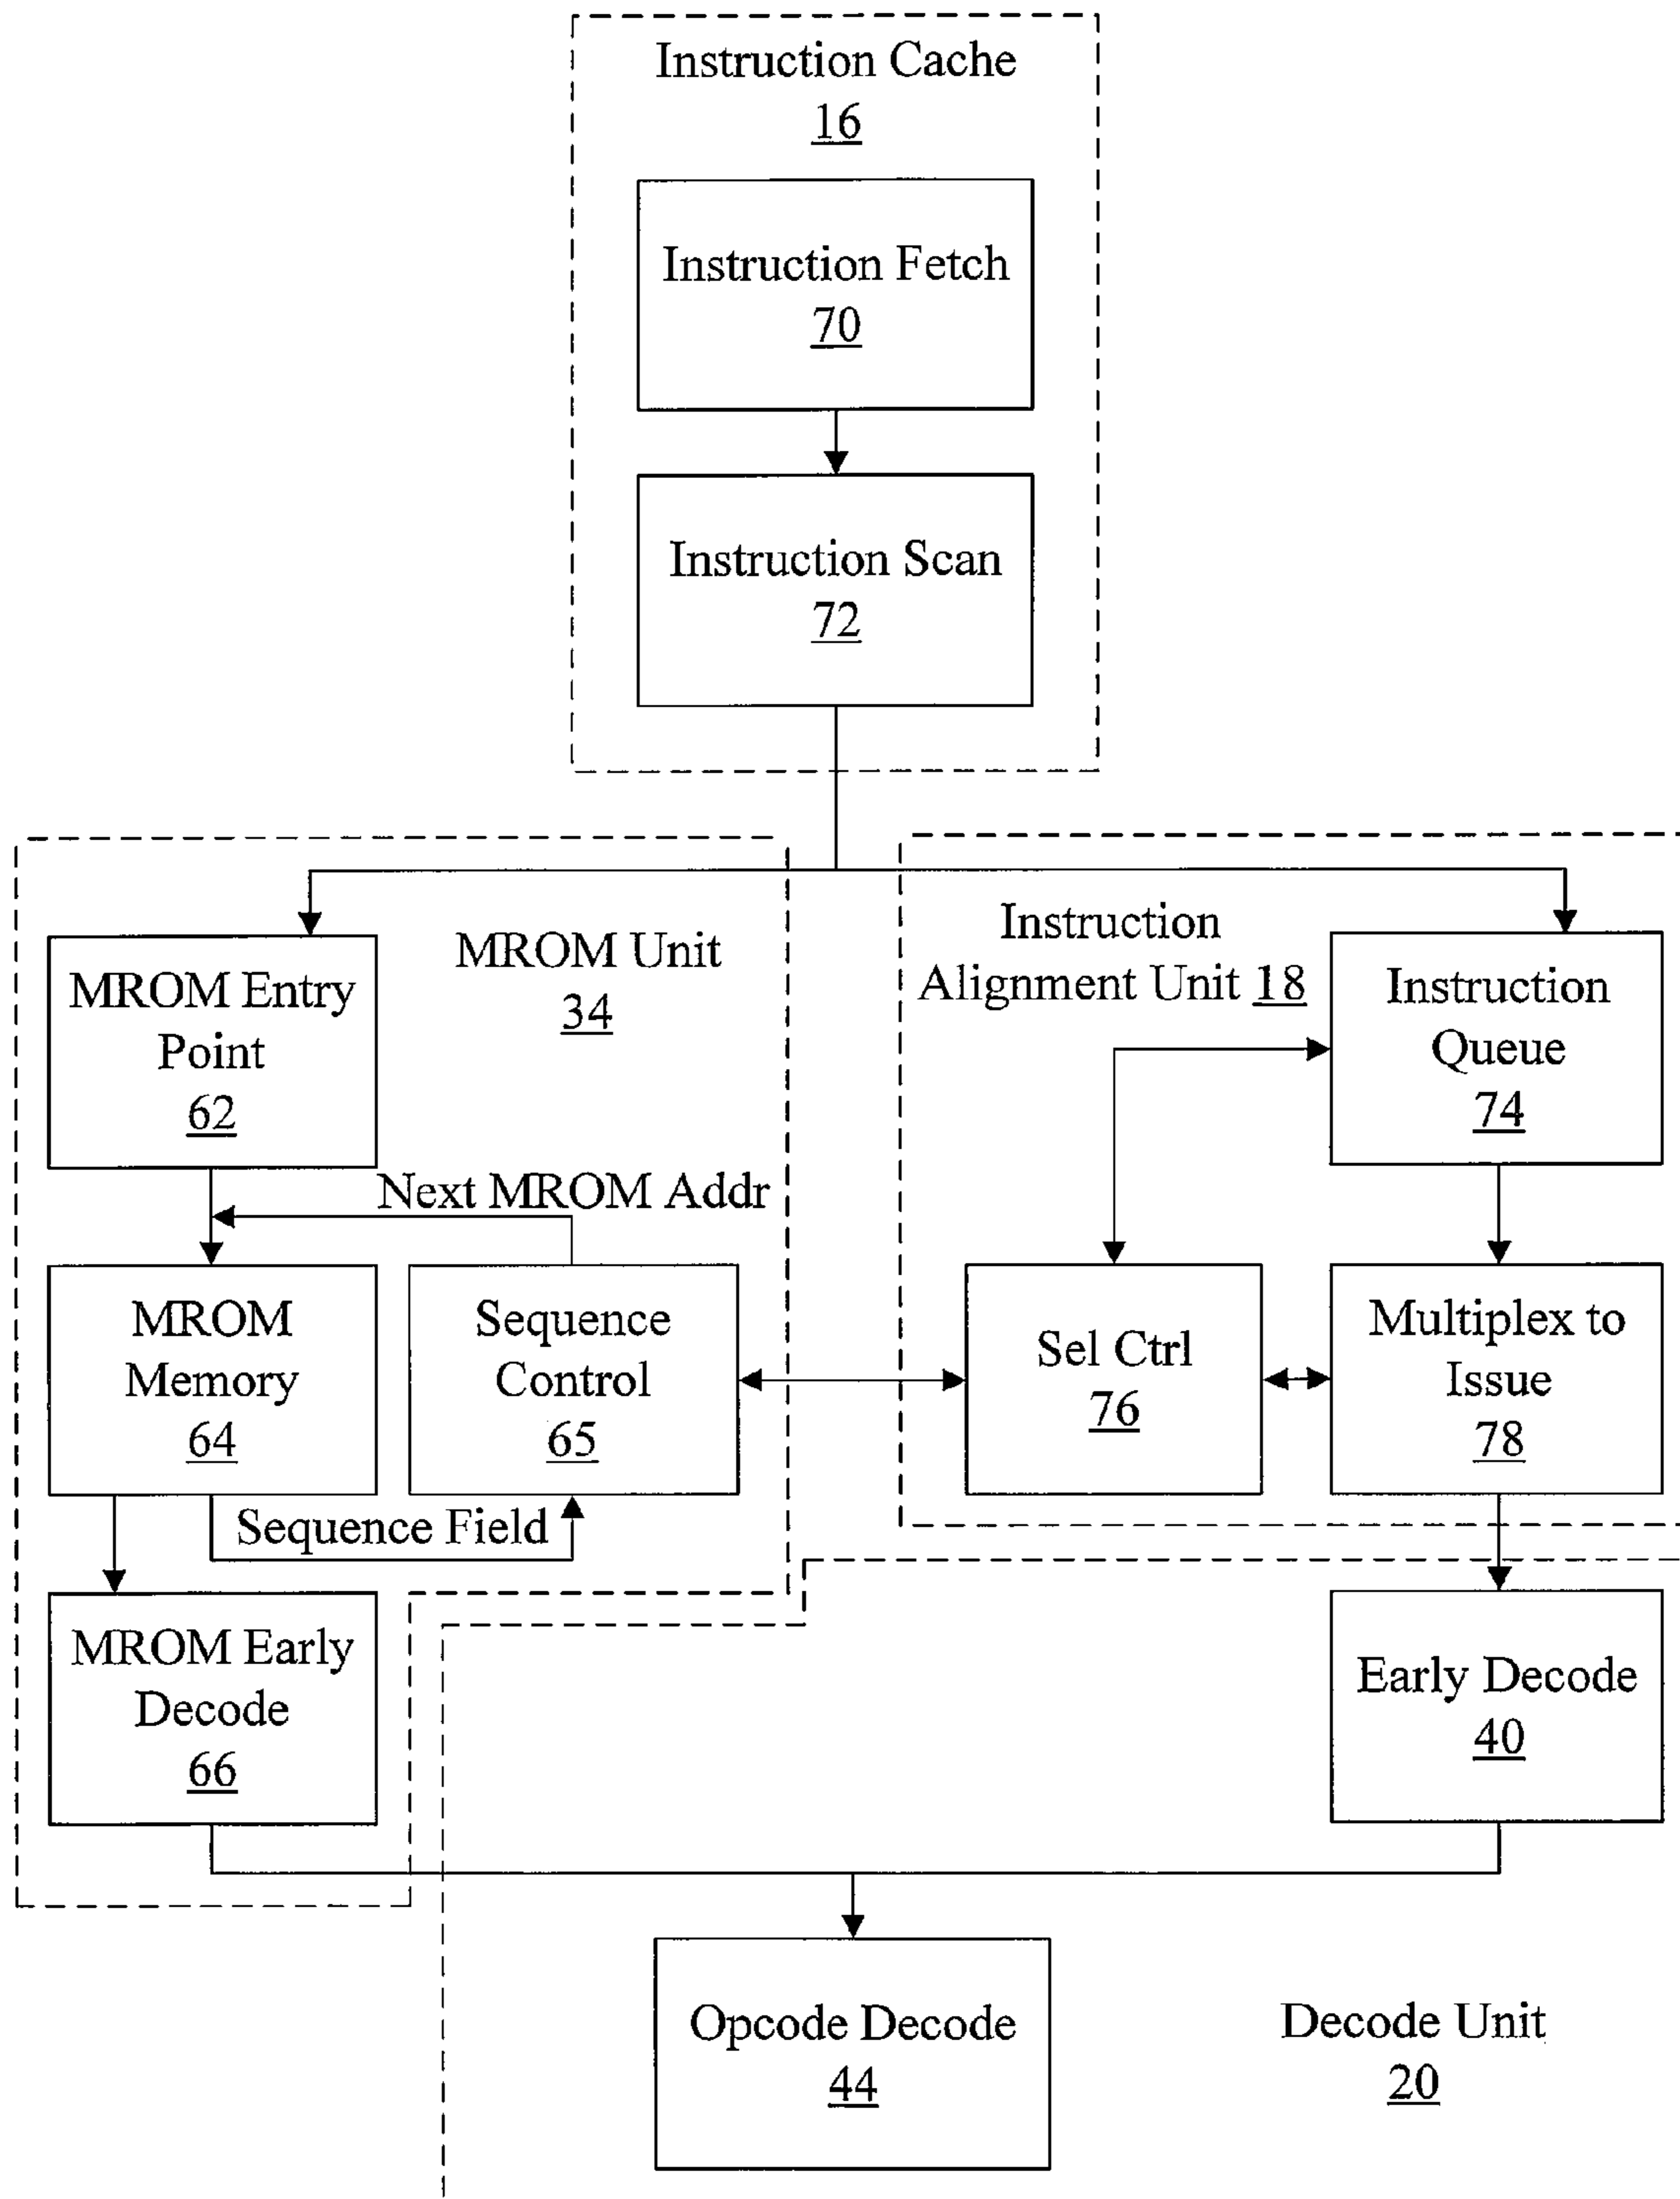 Instruction Cache
16
Instruction Fetch
70
Instruction Scan
72
MROM Entry
Point
62
MROM Unit
34
Instruction
Alignment Unit 18
Instruction
Queue
74
Next MROM Addr
MROM
Memory
64
Sequence
Control
65
Sel Ctrl
76
Multiplex to
Issue
78
Sequence Field
MROM Early
Decode
66
Early Decode
40
Opcode Decode
44
Decode Unit
20